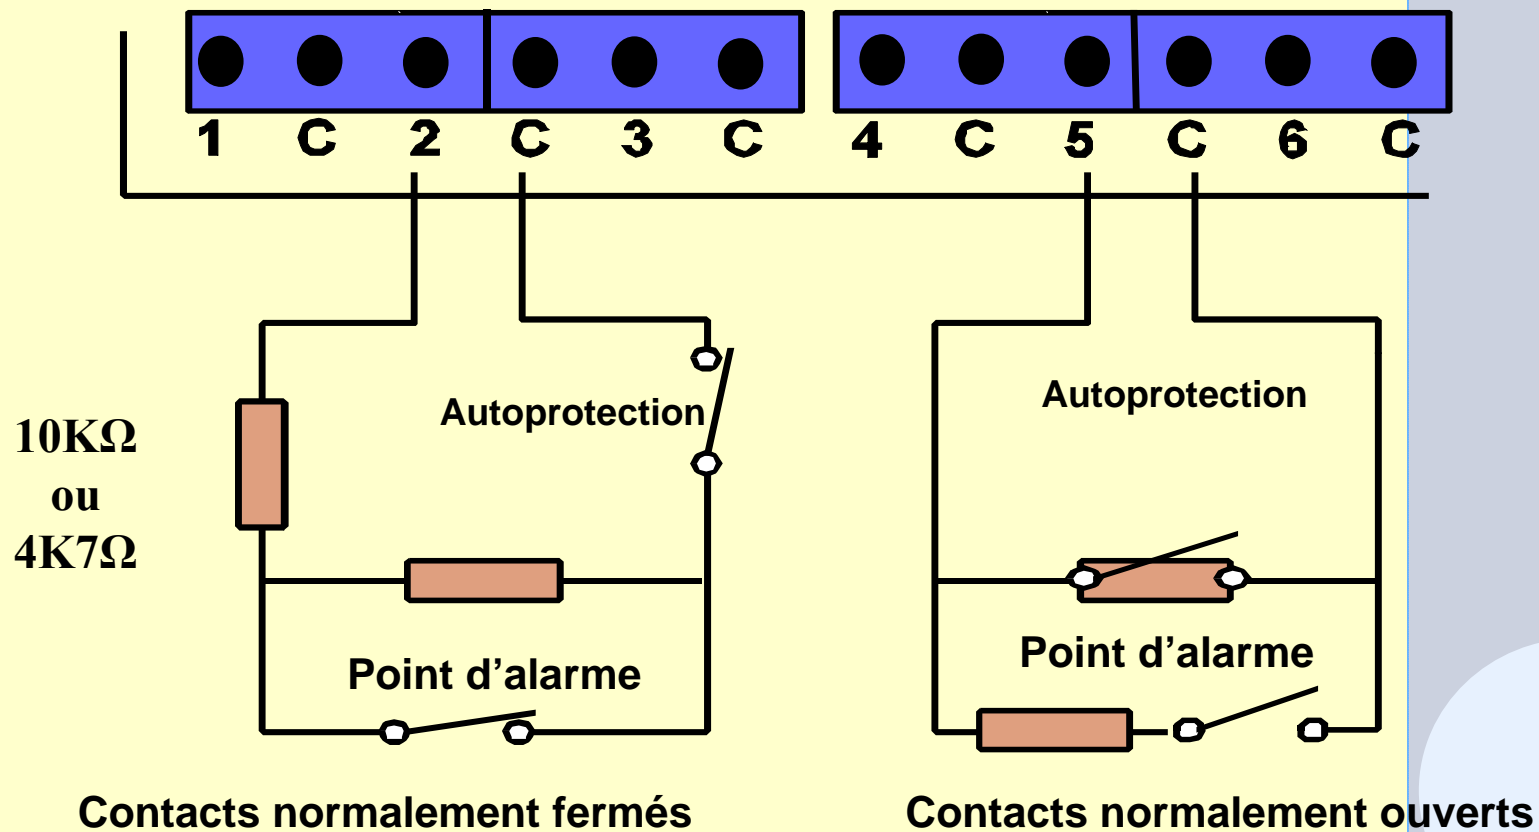 1 C 2 C 3 C 4 C 5 C 6 C
Autoprotection
Autoprotection
10KΩ
ou
4K7Ω
Point d’alarme
Point d’alarme
Contacts normalement fermés
Contacts normalement ouverts